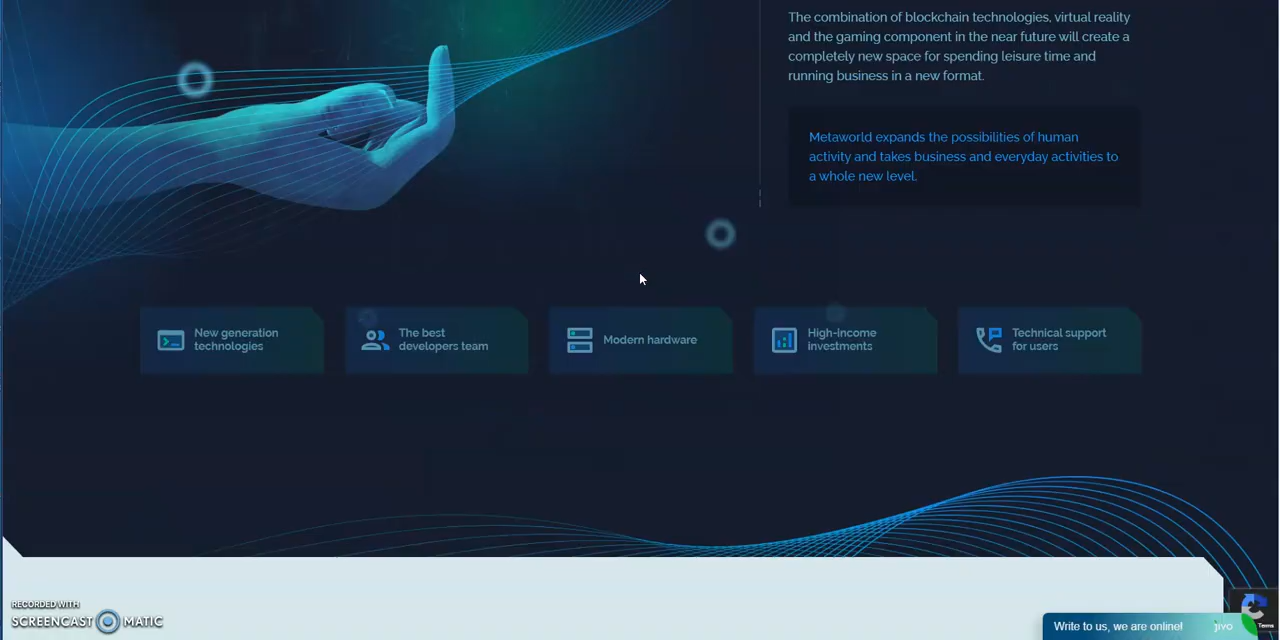 The combination of blockchain technologies, virtual reality
and the gaming component in the near future will create a
completely new space for spending leisure time and
running business in a new format.
Metaworld expands the possibilities of human
activity and takes business and everyday activities to
a whole new level.
New generation
technologies
The best
developers team
Modern hardware
High-income
investments
Technical support
for users
RECORDED WITH
SCREENCAST MATIC
Write to us, we are online!
jivo
Terms